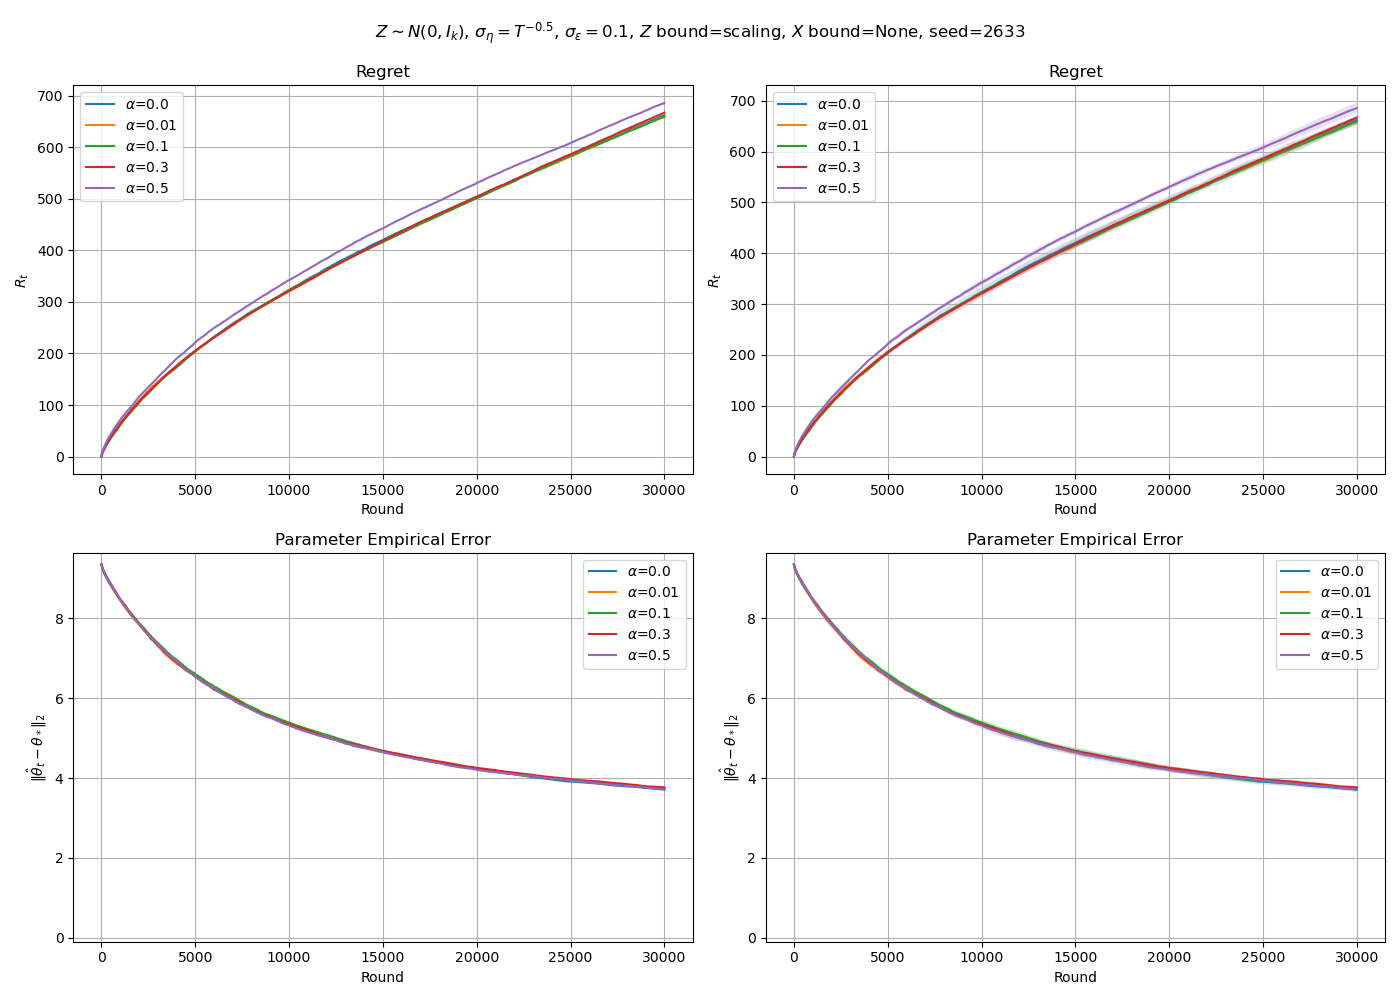 Z ∼ N(0, I_k), σ_η = T^{−0.5}, σ_ε = 0.1, Z bound=scaling, X bound=None, seed=2633
Regret
R_t
700
600
500
400
300
200
100
0
α=0.0
α=0.01
α=0.1
α=0.3
α=0.5
0 5000 10000 15000 20000 25000 30000
Round
Regret
R_t
700
600
500
400
300
200
100
0
α=0.0
α=0.01
α=0.1
α=0.3
α=0.5
0 5000 10000 15000 20000 25000 30000
Round
Parameter Empirical Error
‖θ̂_t − θ_*‖_2
8
6
4
2
0
α=0.0
α=0.01
α=0.1
α=0.3
α=0.5
0 5000 10000 15000 20000 25000 30000
Round
Parameter Empirical Error
‖θ̂_t − θ_*‖_2
8
6
4
2
0
α=0.0
α=0.01
α=0.1
α=0.3
α=0.5
0 5000 10000 15000 20000 25000 30000
Round